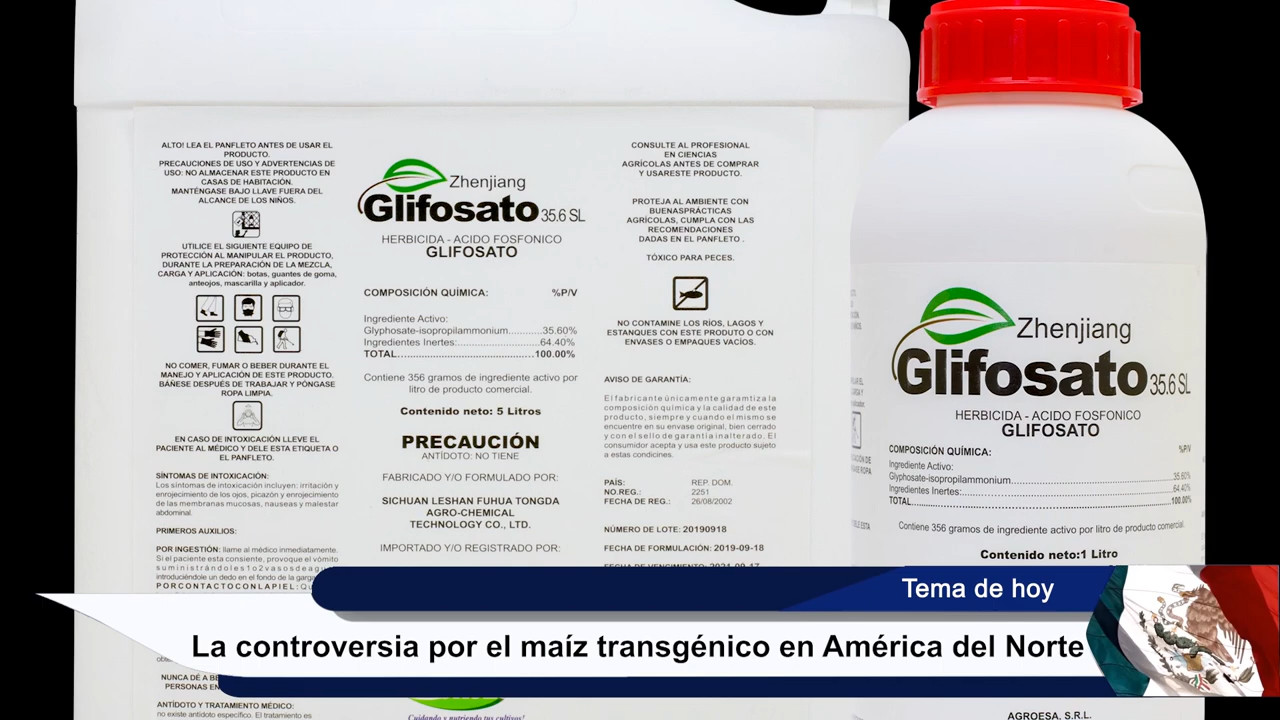 ALTO! LEA EL PANFLETO ANTES DE USAR EL
PRODUCTO.
PRECAUCIONES DE USO Y ADVERTENCIAS DE
USO: NO ALMACENAR ESTE PRODUCTO EN
CASAS DE HABITACIÓN.
MANTÉNGASE BAJO LLAVE FUERA DEL
ALCANCE DE LOS NIÑOS.
UTILICE EL SIGUIENTE EQUIPO DE
PROTECCIÓN AL MANIPULAR EL PRODUCTO,
DURANTE LA PREPARACIÓN DE LA MEZCLA,
CARGA Y APLICACIÓN: botas, guantes de goma,
anteojos, mascarilla y aplicador.
NO COMER, FUMAR O BEBER DURANTE EL
MANEJO Y APLICACIÓN DE ESTE PRODUCTO.
BÁÑESE DESPUÉS DE TRABAJAR Y PÓNGASE
ROPA LIMPIA.
EN CASO DE INTOXICACIÓN LLEVE EL
PACIENTE AL MÉDICO Y DELE ESTA ETIQUETA O
EL PANFLETO.
SÍNTOMAS DE INTOXICACIÓN:
Los síntomas de intoxicación incluyen: irritación y
enrojecimiento de los ojos, picazón y enrojecimiento
de las membranas mucosas, nauseas y malestar
abdominal.
PRIMEROS AUXILIOS:
POR INGESTIÓN: llame al médico inmediatamente.
Si el paciente esta consiente, provoque el vómito
suministrándoles 1 o 2 vasos de agu
introduciéndole un dedo en el fondo de la garga
POR CONTACTO CON LA PIEL: Qu
NUNCA DÉ A BE
PERSONAS EN
ANTÍDOTO Y TRATAMIENTO MÉDICO:
no existe antídoto específico. El tratamiento es
Zhenjiang
Glifosato 35.6 SL
HERBICIDA - ACIDO FOSFONICO
GLIFOSATO
COMPOSICIÓN QUÍMICA: %P/V
Ingrediente Activo:
Glyphosate-isopropilammonium............35.60%
Ingredientes Inertes:............................64.40%
TOTAL................................................100.00%
Contiene 356 gramos de ingrediente activo por
litro de producto comercial.
Contenido neto: 5 Litros
PRECAUCIÓN
ANTÍDOTO: NO TIENE
FABRICADO Y/O FORMULADO POR:
SICHUAN LESHAN FUHUA TONGDA
AGRO-CHEMICAL
TECHNOLOGY CO., LTD.
IMPORTADO Y/O REGISTRADO POR:
Cuidando y nutriendo tus cultivos!
CONSULTE AL PROFESIONAL
EN CIENCIAS
AGRÍCOLAS ANTES DE COMPRAR
Y USARESTE PRODUCTO.
PROTEJA AL AMBIENTE CON
BUENASPRÁCTICAS
AGRÍCOLAS, CUMPLA CON LAS
RECOMENDACIONES
DADAS EN EL PANFLETO .
TÓXICO PARA PECES.
NO CONTAMINE LOS RÍOS, LAGOS Y
ESTANQUES CON ESTE PRODUTO O CON
ENVASES O EMPAQUES VACÍOS.
AVISO DE GARANTÍA:
El fabricante únicamente garantiza la
composición química y la calidad de este
producto, siempre y cuando el mismo se
encuentre en su envase original, bien cerrado
y con el sello de garantía inalterado. El
consumidor acepta y usa este producto sujeto
a estas condicines.
PAÍS: REP. DOM.
NO.REG.: 2251
FECHA DE REG.: 26/08/2002
NÚMERO DE LOTE: 20190918
FECHA DE FORMULACIÓN: 2019-09-18
FECHA DE VENCIMIENTO: 2021-09-17
Zhenjiang
Glifosato 35.6 SL
HERBICIDA - ACIDO FOSFONICO
GLIFOSATO
COMPOSICIÓN QUÍMICA: %P/V
Ingrediente Activo:
Glyphosate-isopropilammonium............35.60%
Ingredientes Inertes:............................64.40%
TOTAL................................................100.00%
Contiene 356 gramos de ingrediente activo por litro de producto comercial.
Contenido neto:1 Litro
AGROESA, S.R.L.
Tema de hoy
La controversia por el maíz transgénico en América del Norte